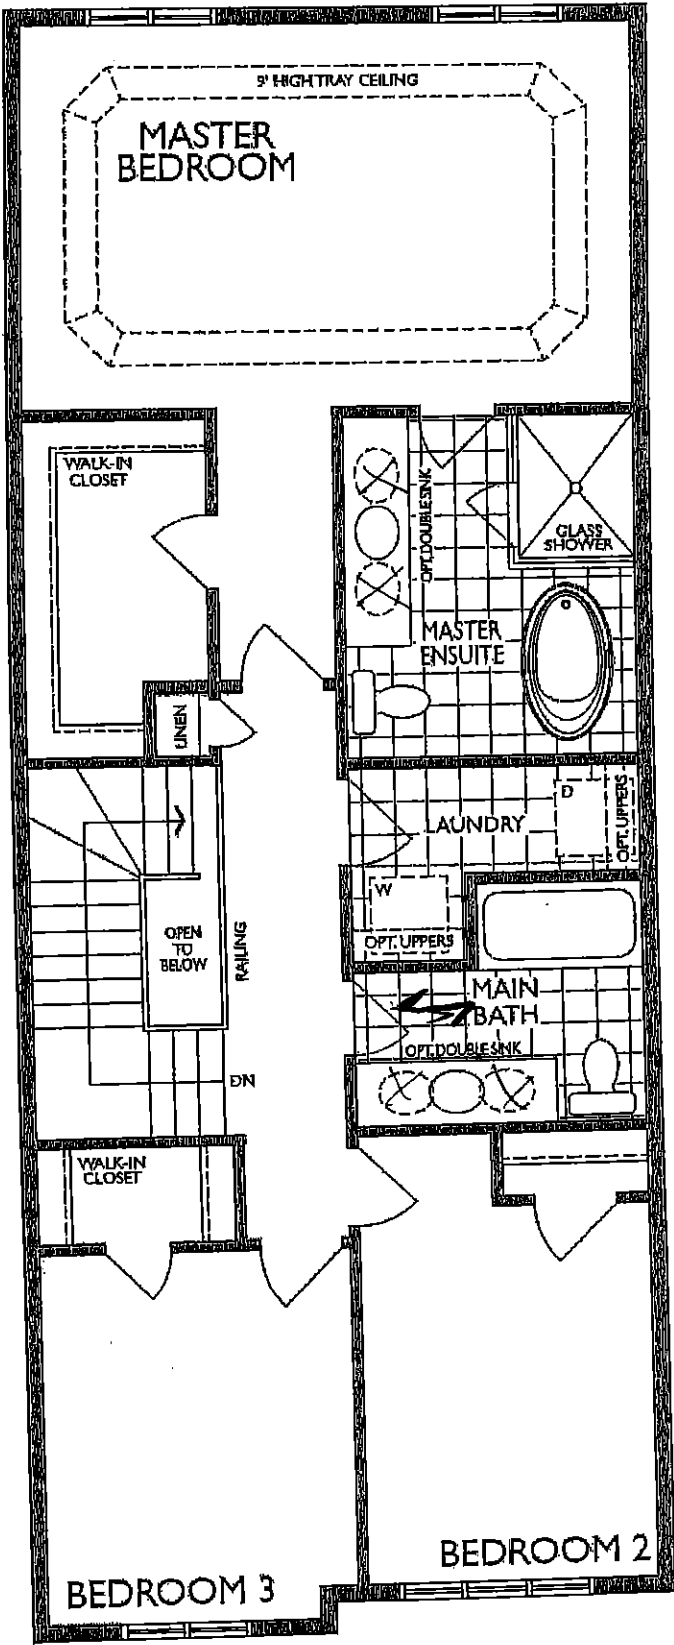 9' HIGH TRAY CEILING
MASTER
BEDROOM
WALK-IN
CLOSET
OPT. DOUBLE SINK
GLASS
SHOWER
MASTER
ENSUITE
LINEN
LAUNDRY
D
OPT. UPPERS
W
OPT. UPPERS
OPEN
TO
BELOW
RAILING
MAIN
BATH
OPT. DOUBLE SINK
DN
WALK-IN
CLOSET
BEDROOM 2
BEDROOM 3